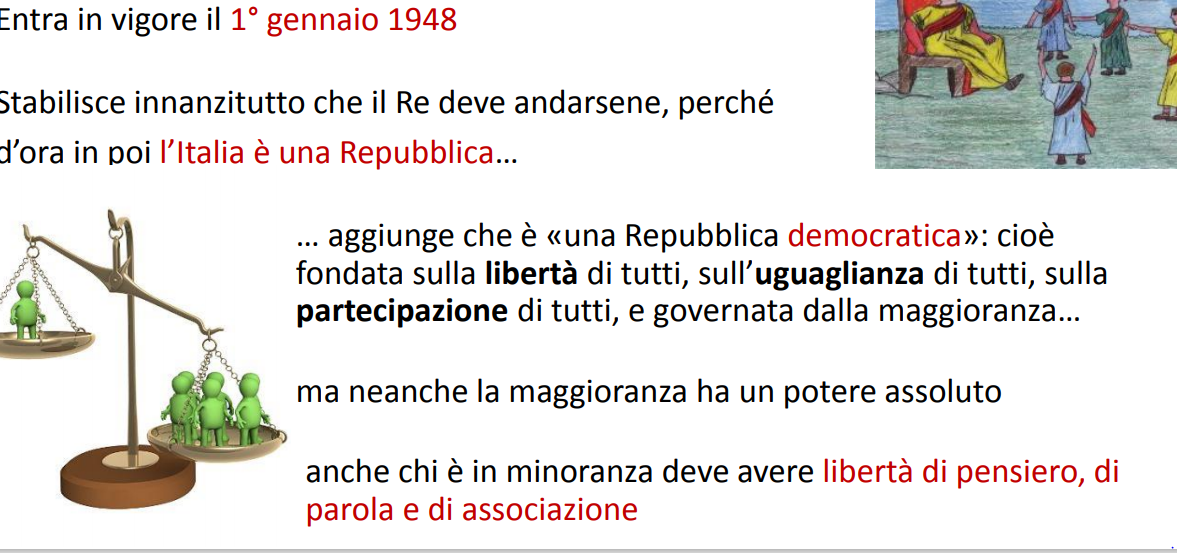 Entra in vigore il 1° gennaio 1948
Stabilisce innanzitutto che il Re deve andarsene, perché
d’ora in poi l’Italia è una Repubblica…
… aggiunge che è «una Repubblica democratica»: cioè
fondata sulla libertà di tutti, sull’uguaglianza di tutti, sulla
partecipazione di tutti, e governata dalla maggioranza…
ma neanche la maggioranza ha un potere assoluto
anche chi è in minoranza deve avere libertà di pensiero, di
parola e di associazione